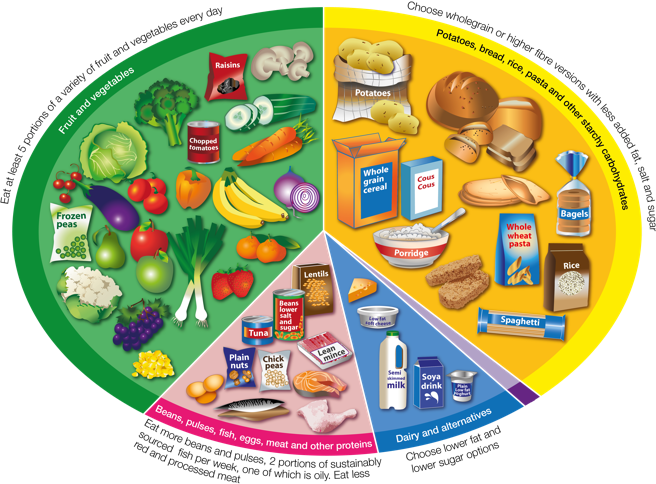 Eat at least 5 portions of a variety of fruit and vegetables every day
Fruit and vegetables
Raisins
Chopped
tomatoes
Frozen
peas
Choose wholegrain or higher fibre versions with less added fat, salt and sugar
Potatoes, bread, rice, pasta and other starchy carbohydrates
Potatoes
Whole
grain
cereal
Cous
Cous
Porridge
Bagels
Whole
wheat
pasta
Rice
Spaghetti
Lentils
Beans
lower
salt
and
sugar
Tuna
Plain
nuts
Chick
peas
Lean
mince
Beans, pulses, fish, eggs, meat and other proteins
Eat more beans and pulses, 2 portions of sustainably
sourced fish per week, one of which is oily. Eat less
red and processed meat
Low fat
soft cheese
Semi
skimmed
milk
Soya
drink
Plain
Low fat
yoghurt
Dairy and alternatives
Choose lower fat and
lower sugar options